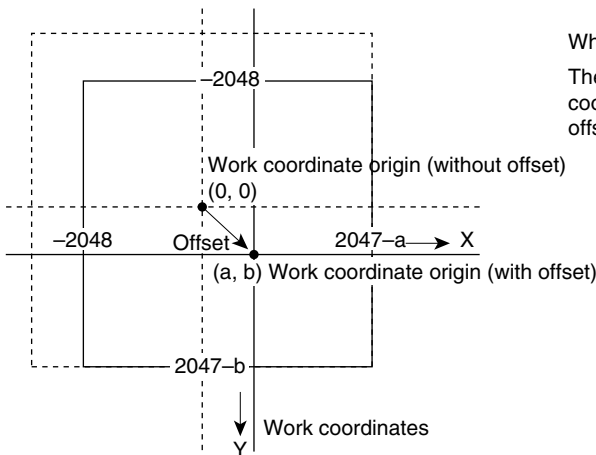 Wh
The
coo
offs
–2048
Work coordinate origin (without offset)
(0, 0)
–2048
Offset
2047–a
X
(a, b) Work coordinate origin (with offset)
2047–b
Work coordinates
Y